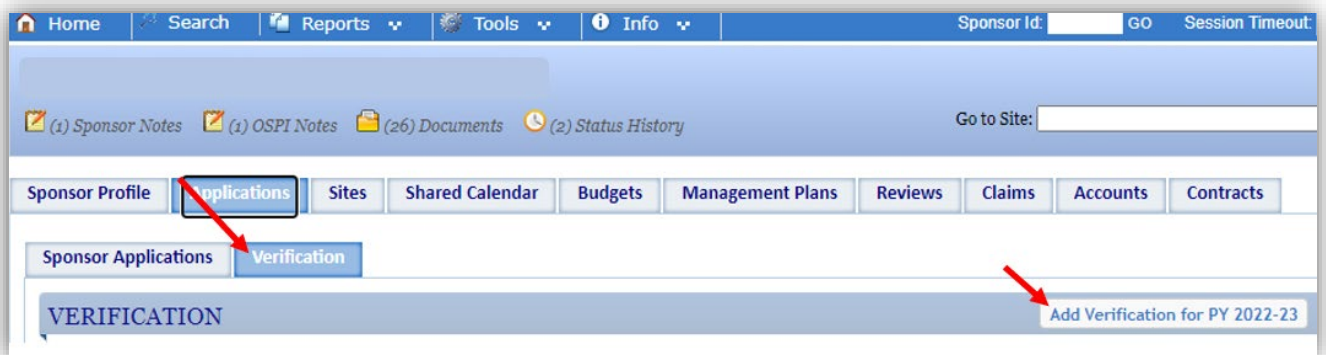 Home Search Reports Tools Info Sponsor Id: GO Session Timeout:
(1) Sponsor Notes (1) OSPI Notes (26) Documents (2) Status History Go to Site:
Sponsor Profile Applications Sites Shared Calendar Budgets Management Plans Reviews Claims Accounts Contracts
Sponsor Applications Verification
VERIFICATION Add Verification for PY 2022-23